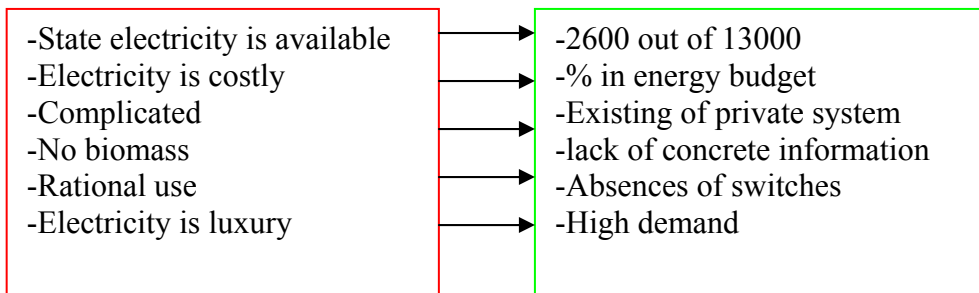 -State electricity is available
-Electricity is costly
-Complicated
-No biomass
-Rational use
-Electricity is luxury
-2600 out of 13000
-% in energy budget
-Existing of private system
-lack of concrete information
-Absences of switches
-High demand